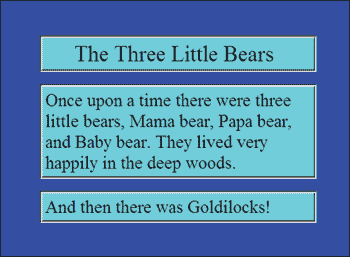 The Three Little Bears
Once upon a time there were three
little bears, Mama bear, Papa bear,
and Baby bear. They lived very
happily in the deep woods.
And then there was Goldilocks!